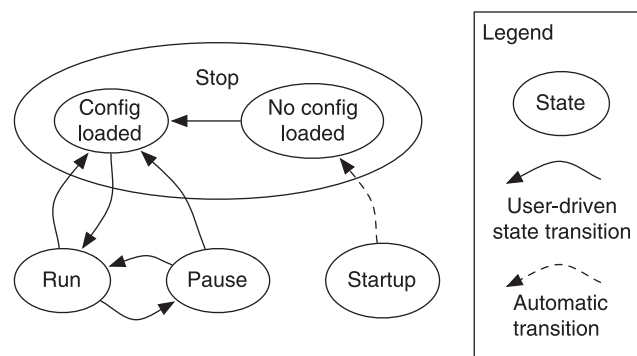 Stop
Config
loaded
No config
loaded
Run
Pause
Startup
Legend
State
User-driven
state transition
Automatic
transition